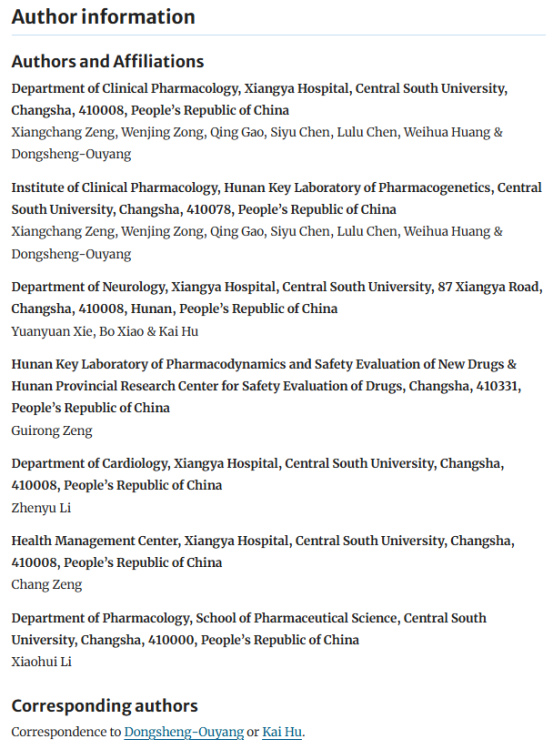 Author information
Authors and Affiliations
Department of Clinical Pharmacology, Xiangya Hospital, Central South University,
Changsha, 410008, People’s Republic of China
Xiangchang Zeng, Wenjing Zong, Qing Gao, Siyu Chen, Lulu Chen, Weihua Huang &
Dongsheng-Ouyang
Institute of Clinical Pharmacology, Hunan Key Laboratory of Pharmacogenetics, Central
South University, Changsha, 410078, People’s Republic of China
Xiangchang Zeng, Wenjing Zong, Qing Gao, Siyu Chen, Lulu Chen, Weihua Huang &
Dongsheng-Ouyang
Department of Neurology, Xiangya Hospital, Central South University, 87 Xiangya Road,
Changsha, 410008, Hunan, People’s Republic of China
Yuanyuan Xie, Bo Xiao & Kai Hu
Hunan Key Laboratory of Pharmacodynamics and Safety Evaluation of New Drugs &
Hunan Provincial Research Center for Safety Evaluation of Drugs, Changsha, 410331,
People’s Republic of China
Guirong Zeng
Department of Cardiology, Xiangya Hospital, Central South University, Changsha,
410008, People’s Republic of China
Zhenyu Li
Health Management Center, Xiangya Hospital, Central South University, Changsha,
410008, People’s Republic of China
Chang Zeng
Department of Pharmacology, School of Pharmaceutical Science, Central South
University, Changsha, 410000, People’s Republic of China
Xiaohui Li
Corresponding authors
Correspondence to Dongsheng-Ouyang or Kai Hu.